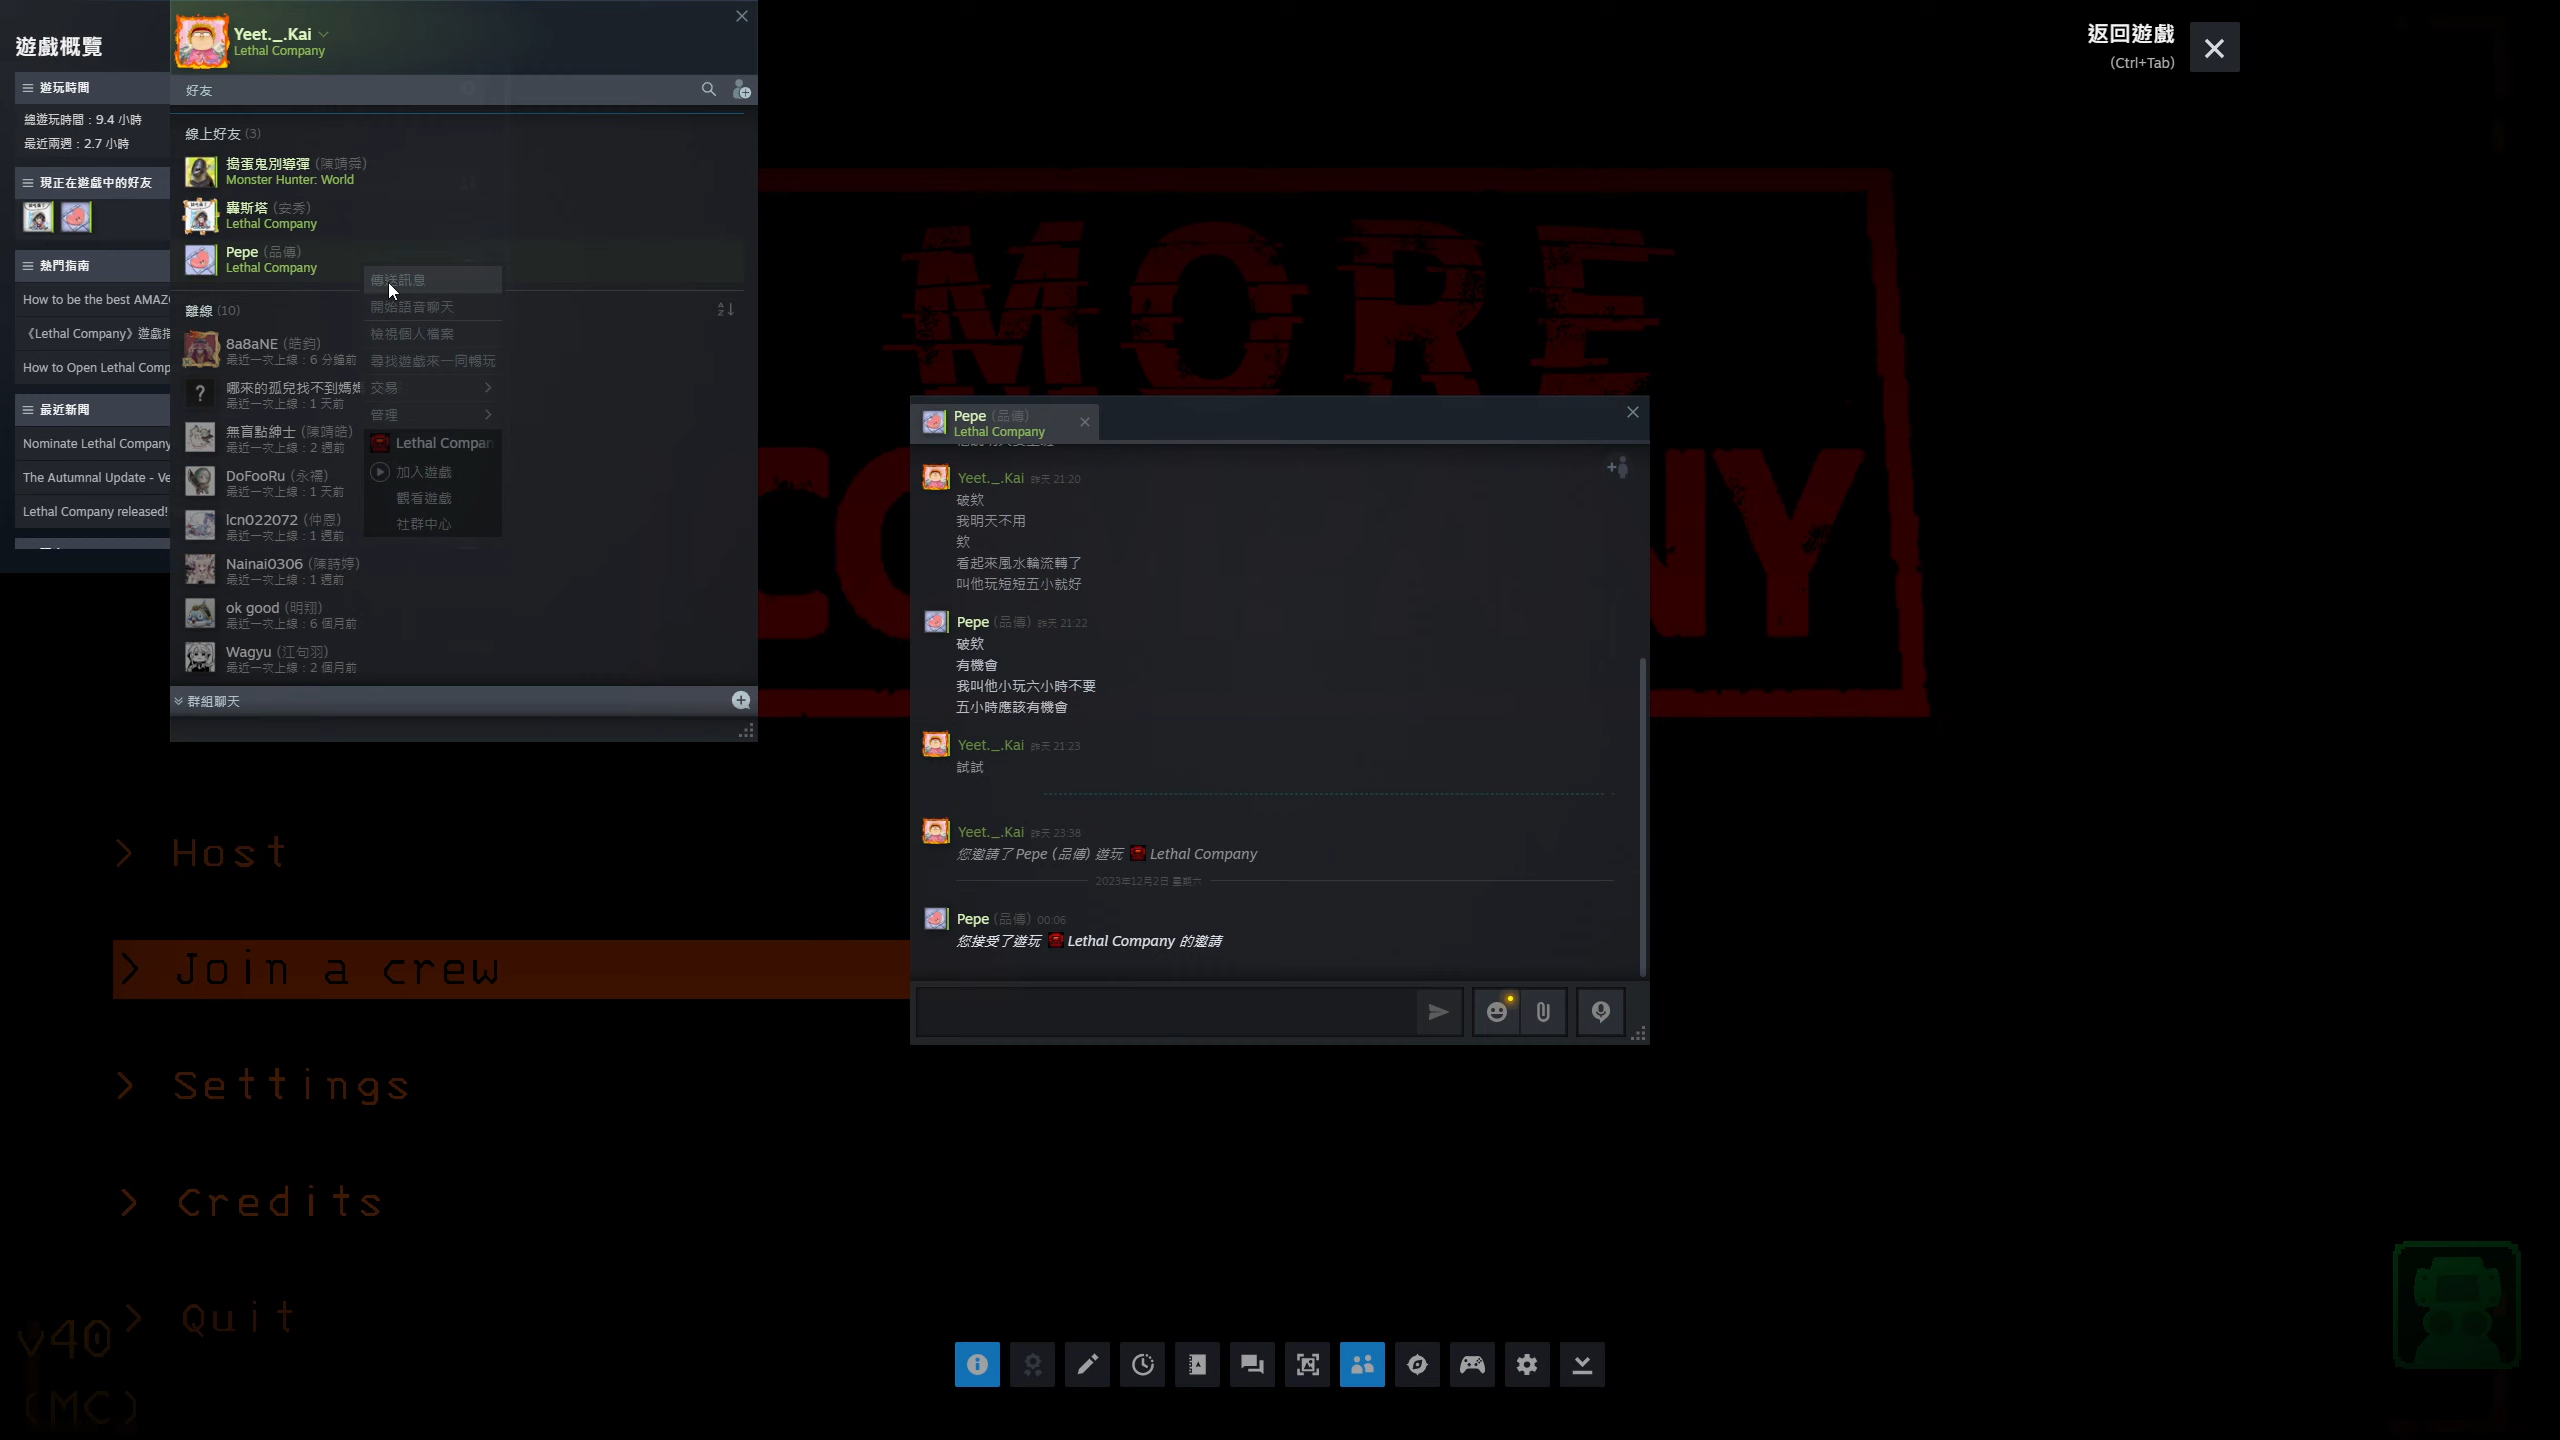 遊戲概覽
遊玩時間
總遊玩時間：9.4 小時
最近兩週：2.7 小時
現正在遊戲中的好友
熱門指南
How to be the best AMAZ
《Lethal Company》遊戲指
How to Open Lethal Comp
最近新聞
Nominate Lethal Company
The Autumnal Update - Ve
Lethal Company released!
Yeet._.Kai
Lethal Company
好友
線上好友 (3)
搗蛋鬼別導彈 (陳靖舜)
Monster Hunter: World
轟斯塔 (安秀)
Lethal Company
Pepe (品傳)
Lethal Company
離線 (10)
8a8aNE (皓鈞)
最近一次上線：6 分鐘前
哪來的孤兒找不到媽媽
最近一次上線：1 天前
無盲點紳士 (陳靖皓)
最近一次上線：2 週前
DoFooRu (永襦)
最近一次上線：1 天前
lcn022072 (仲恩)
最近一次上線：1 週前
Nainai0306 (陳詩婷)
最近一次上線：1 週前
ok good (明翔)
最近一次上線：6 個月前
Wagyu (江句羽)
最近一次上線：2 個月前
群組聊天
傳送訊息
開始語音聊天
檢視個人檔案
尋找遊戲來一同暢玩
交易
管理
Lethal Compan
加入遊戲
觀看遊戲
社群中心
返回遊戲
(Ctrl+Tab)
MORE
CO
NY
Pepe (品傳)
Lethal Company
Yeet._.Kai 昨天 21:20
破欸
我明天不用
欸
看起來風水輪流轉了
叫他玩短短五小就好
Pepe (品傳) 昨天 21:22
破欸
有機會
我叫他小玩六小時不要
五小時應該有機會
Yeet._.Kai 昨天 21:23
試試
Yeet._.Kai 昨天 23:38
您邀請了 Pepe (品傳) 遊玩 Lethal Company
2023年12月2日 星期六
Pepe (品傳) 00:06
您接受了遊玩 Lethal Company 的邀請
> Host
> Join a crew
> Settings
> Credits
> Quit
v40
(MC)